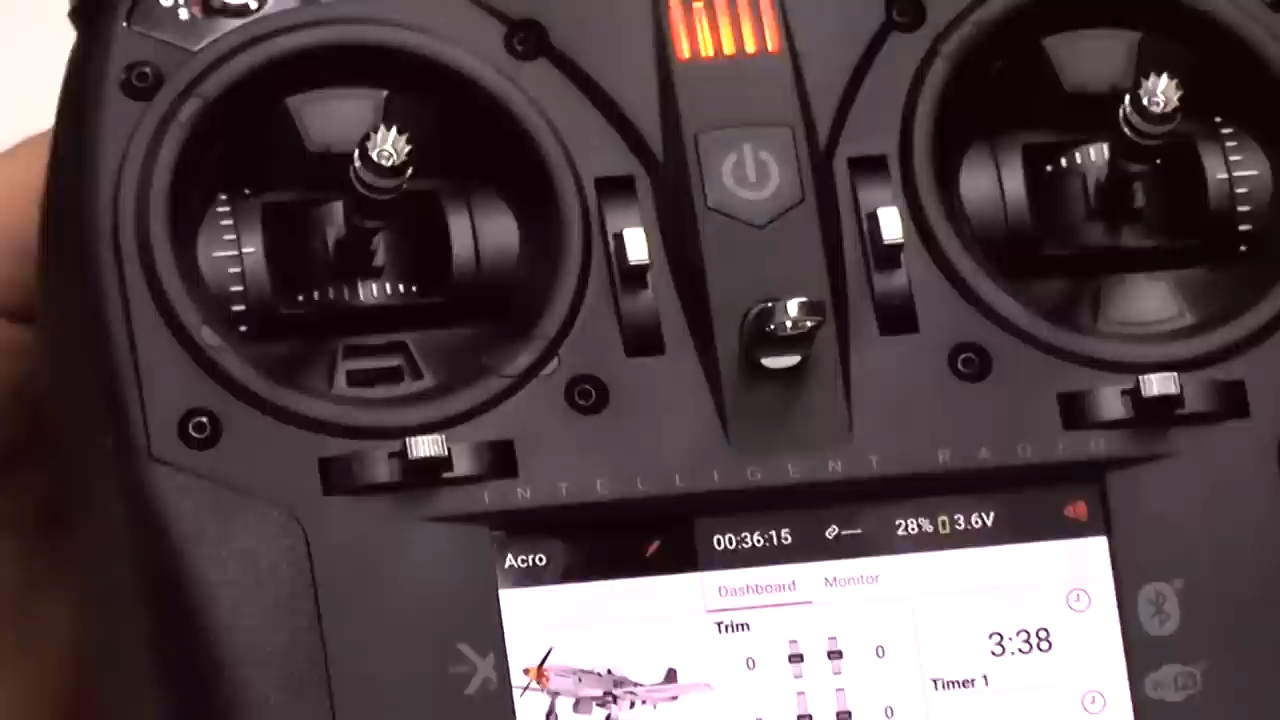 INTELLIGENT RADIO
Acro
00:36:15
28% 3.6V
Dashboard Monitor
Trim
0 0
3:38
Timer 1
0